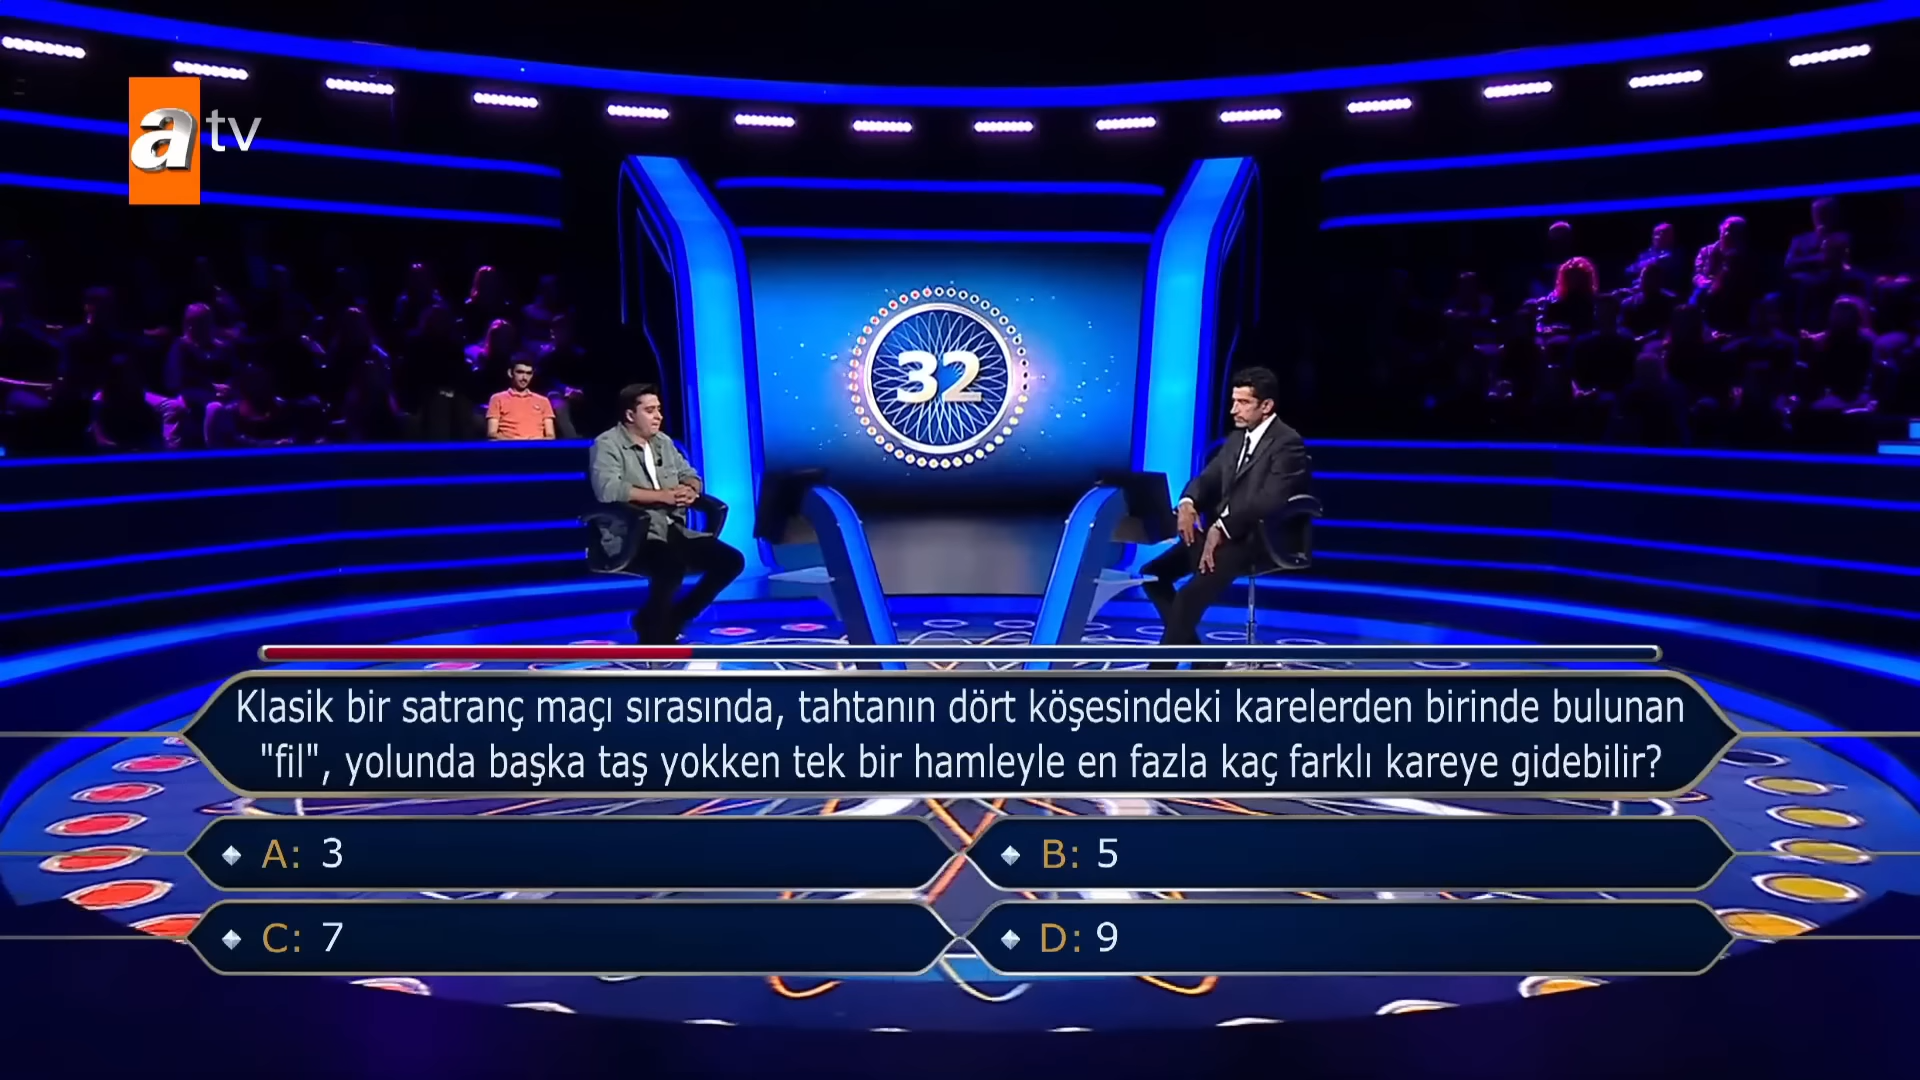 atv
32
Klasik bir satranç maçı sırasında, tahtanın dört köşesindeki karelerden birinde bulunan
"fil", yolunda başka taş yokken tek bir hamleyle en fazla kaç farklı kareye gidebilir?
A: 3
B: 5
C: 7
D: 9